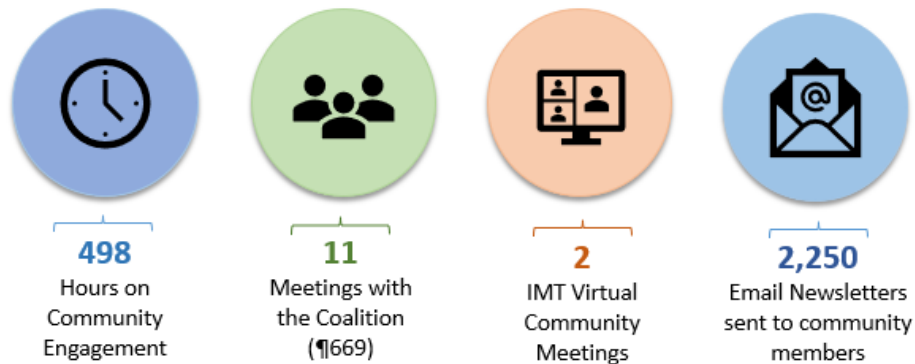 @
498
Hours on
Community
Engagement
11
Meetings with
the Coalition
(¶669)
2
IMT Virtual
Community
Meetings
2,250
Email Newsletters
sent to community
members